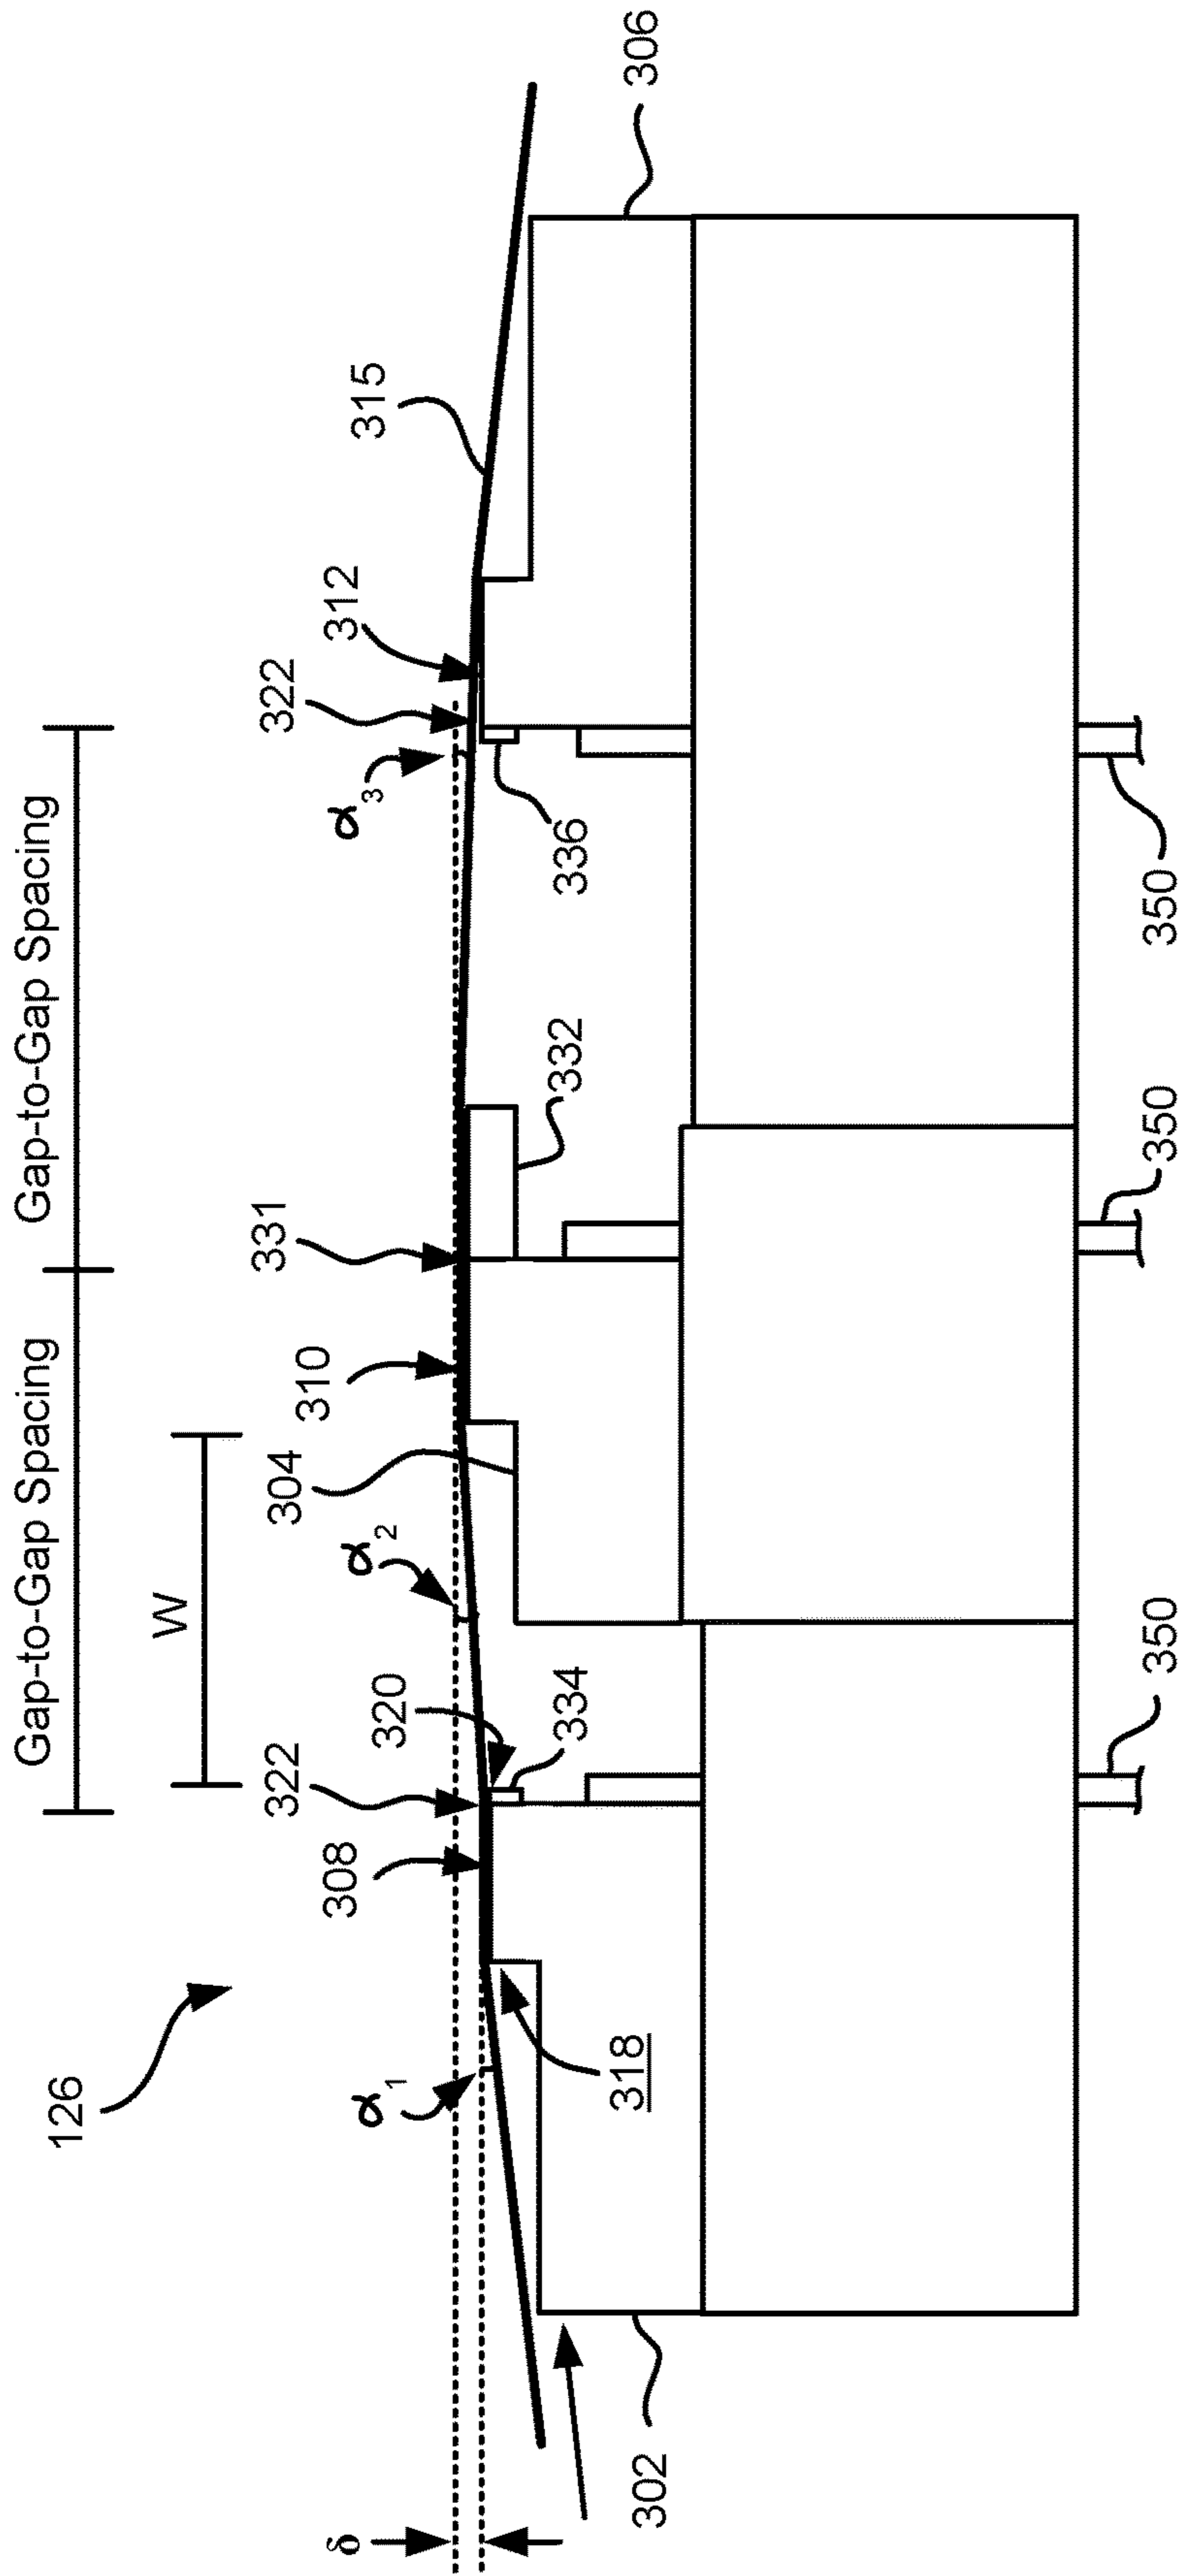 Gap-to-Gap Spacing
Gap-to-Gap Spacing
W
126
δ
α1
308
322
320
334
α2
304
310
331
332
α3
322
312
336
315
306
318
302
350
350
350